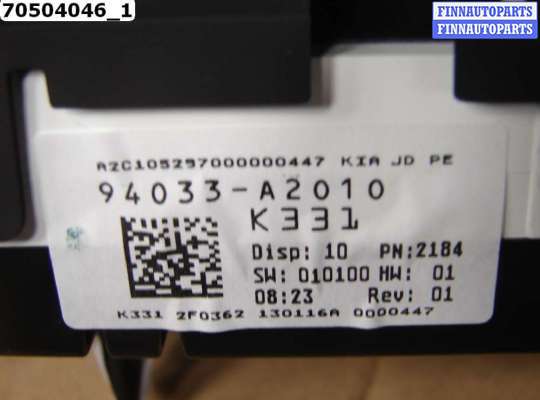 70504046_1
FINNAUTOPARTS
FINNAUTOPARTS
A2C105297000000447 KIA JD PE
94033-A2010
K331
Disp: 10 PN:2184
SW: 010100 HW: 01
08:23 Rev: 01
K331 2F0362 130116A 0000447